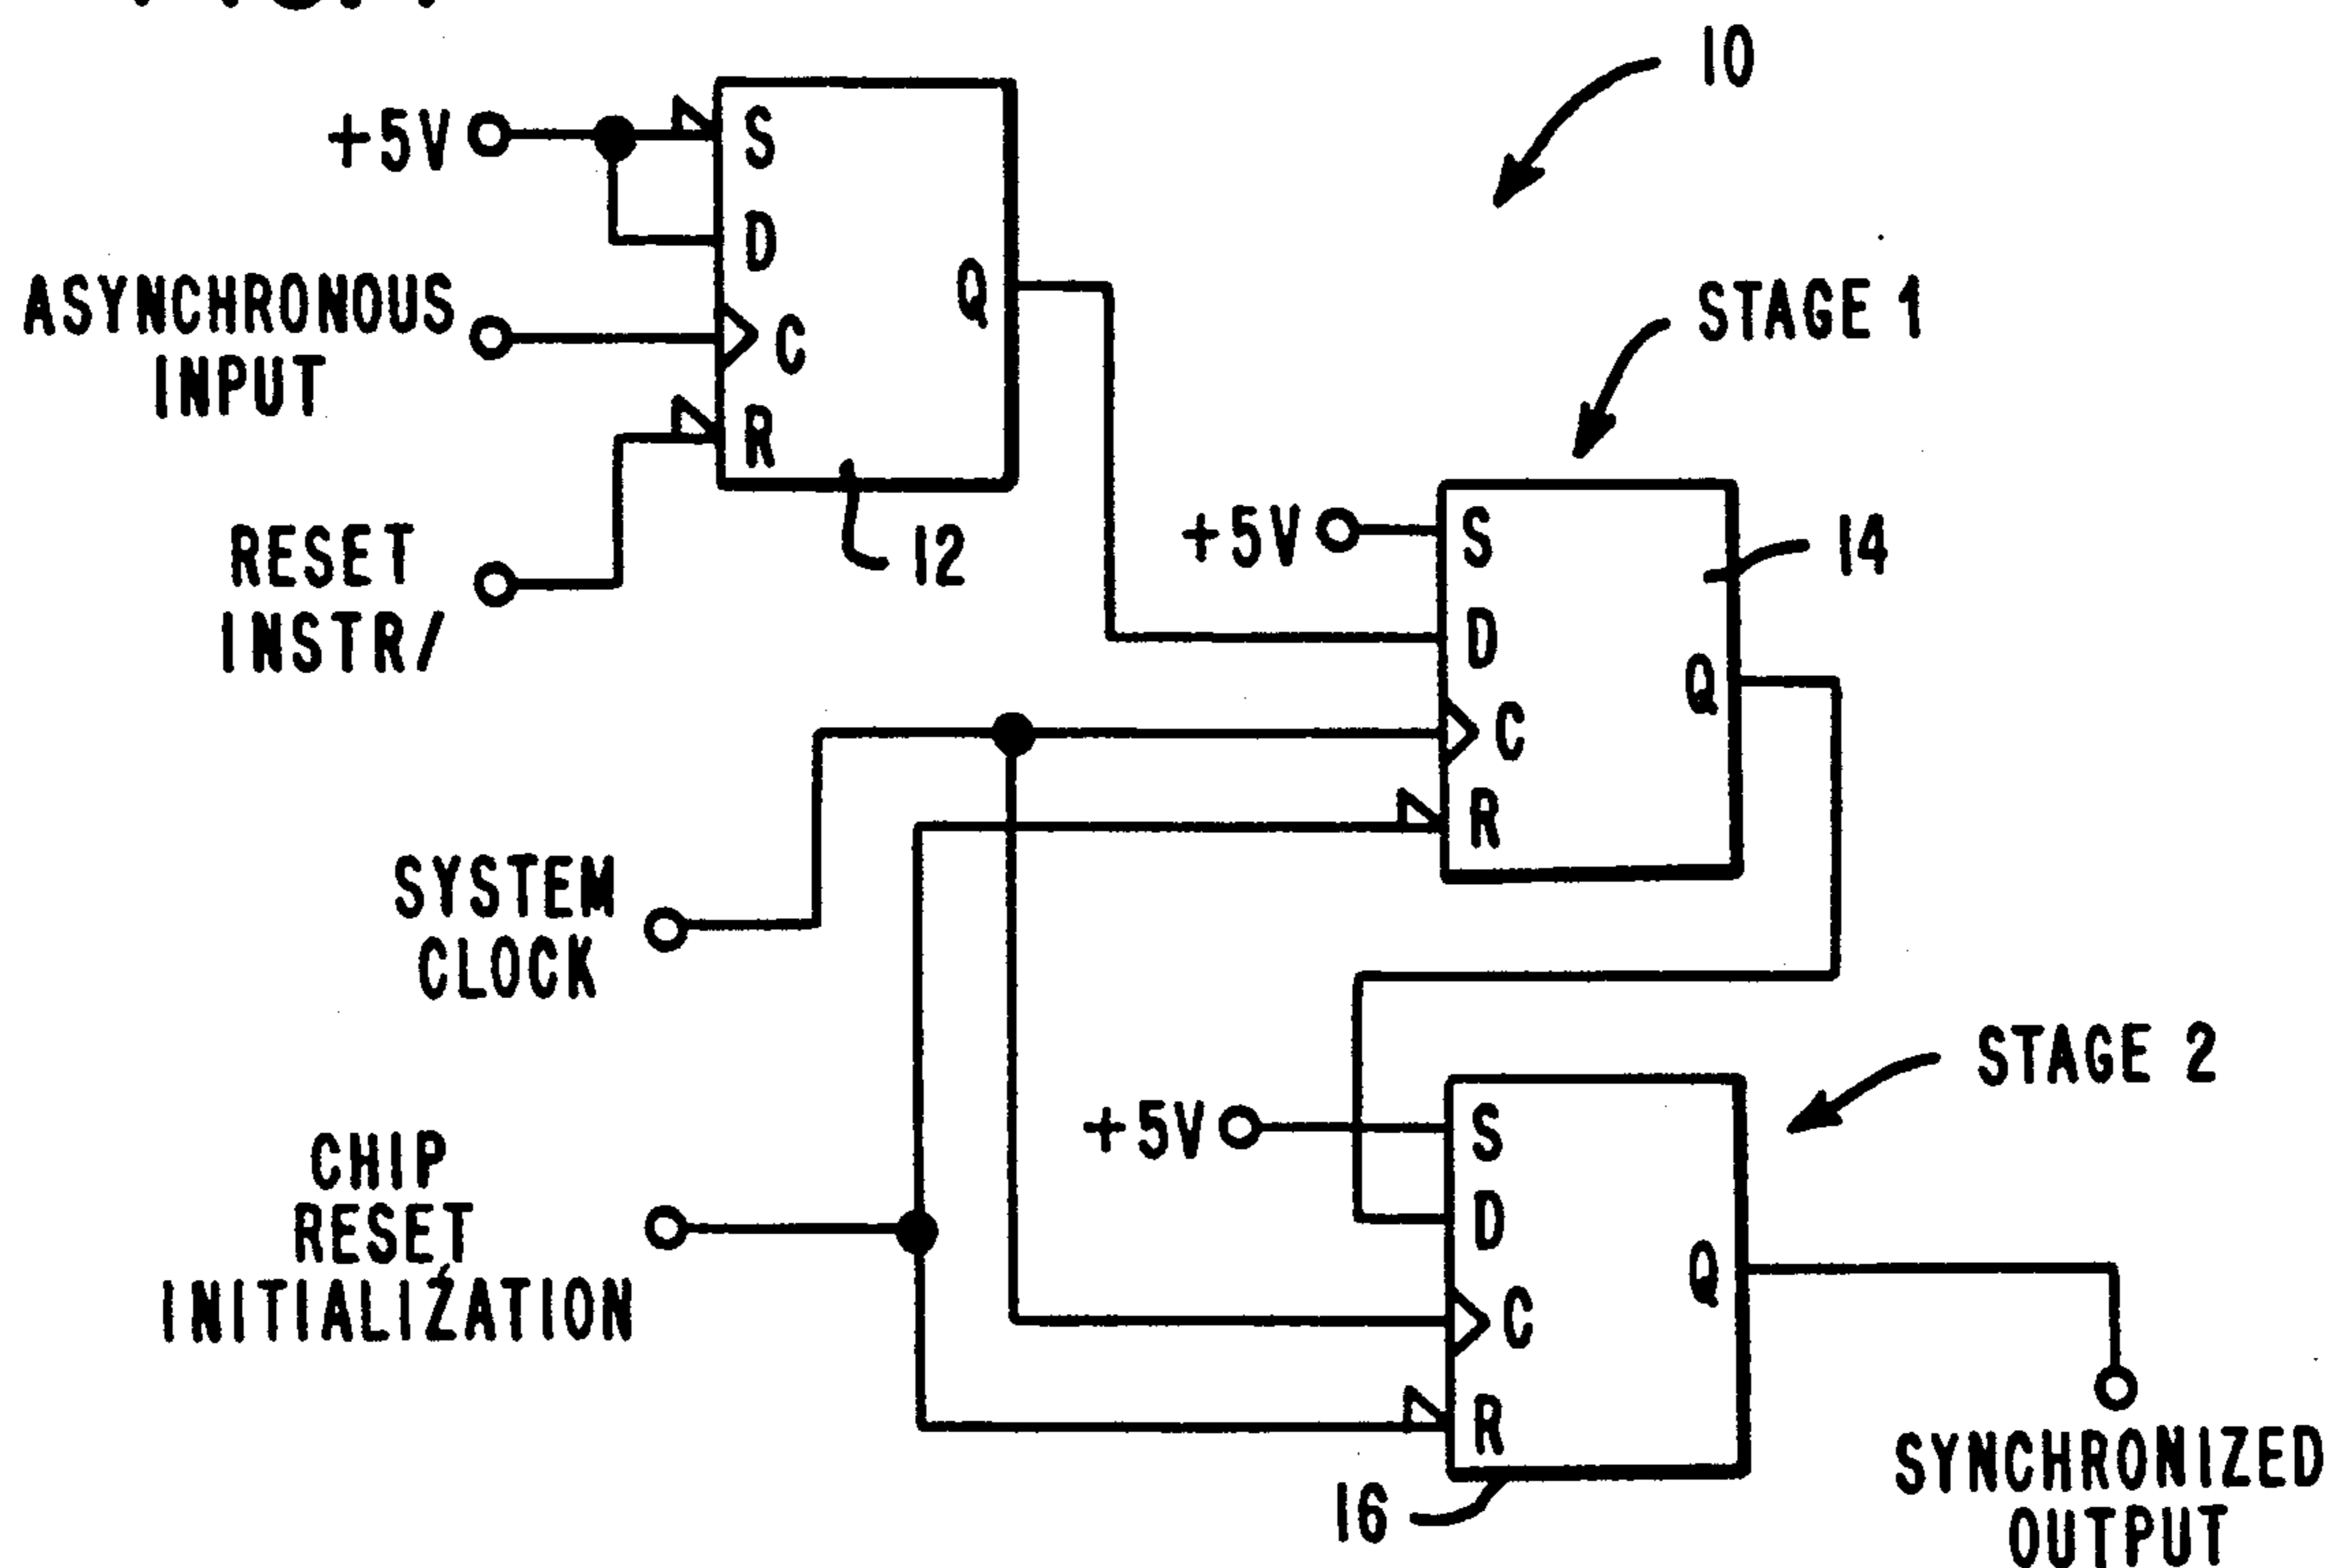 10
+5V
S
D
Q
ASYNCHRONOUS
INPUT
C
R
STAGE 1
12
RESET
INSTR/
+5V
S
14
D
Q
C
R
SYSTEM
CLOCK
STAGE 2
+5V
S
D
Q
C
R
CHIP
RESET
INITIALIZATION
16
SYNCHRONIZED
OUTPUT